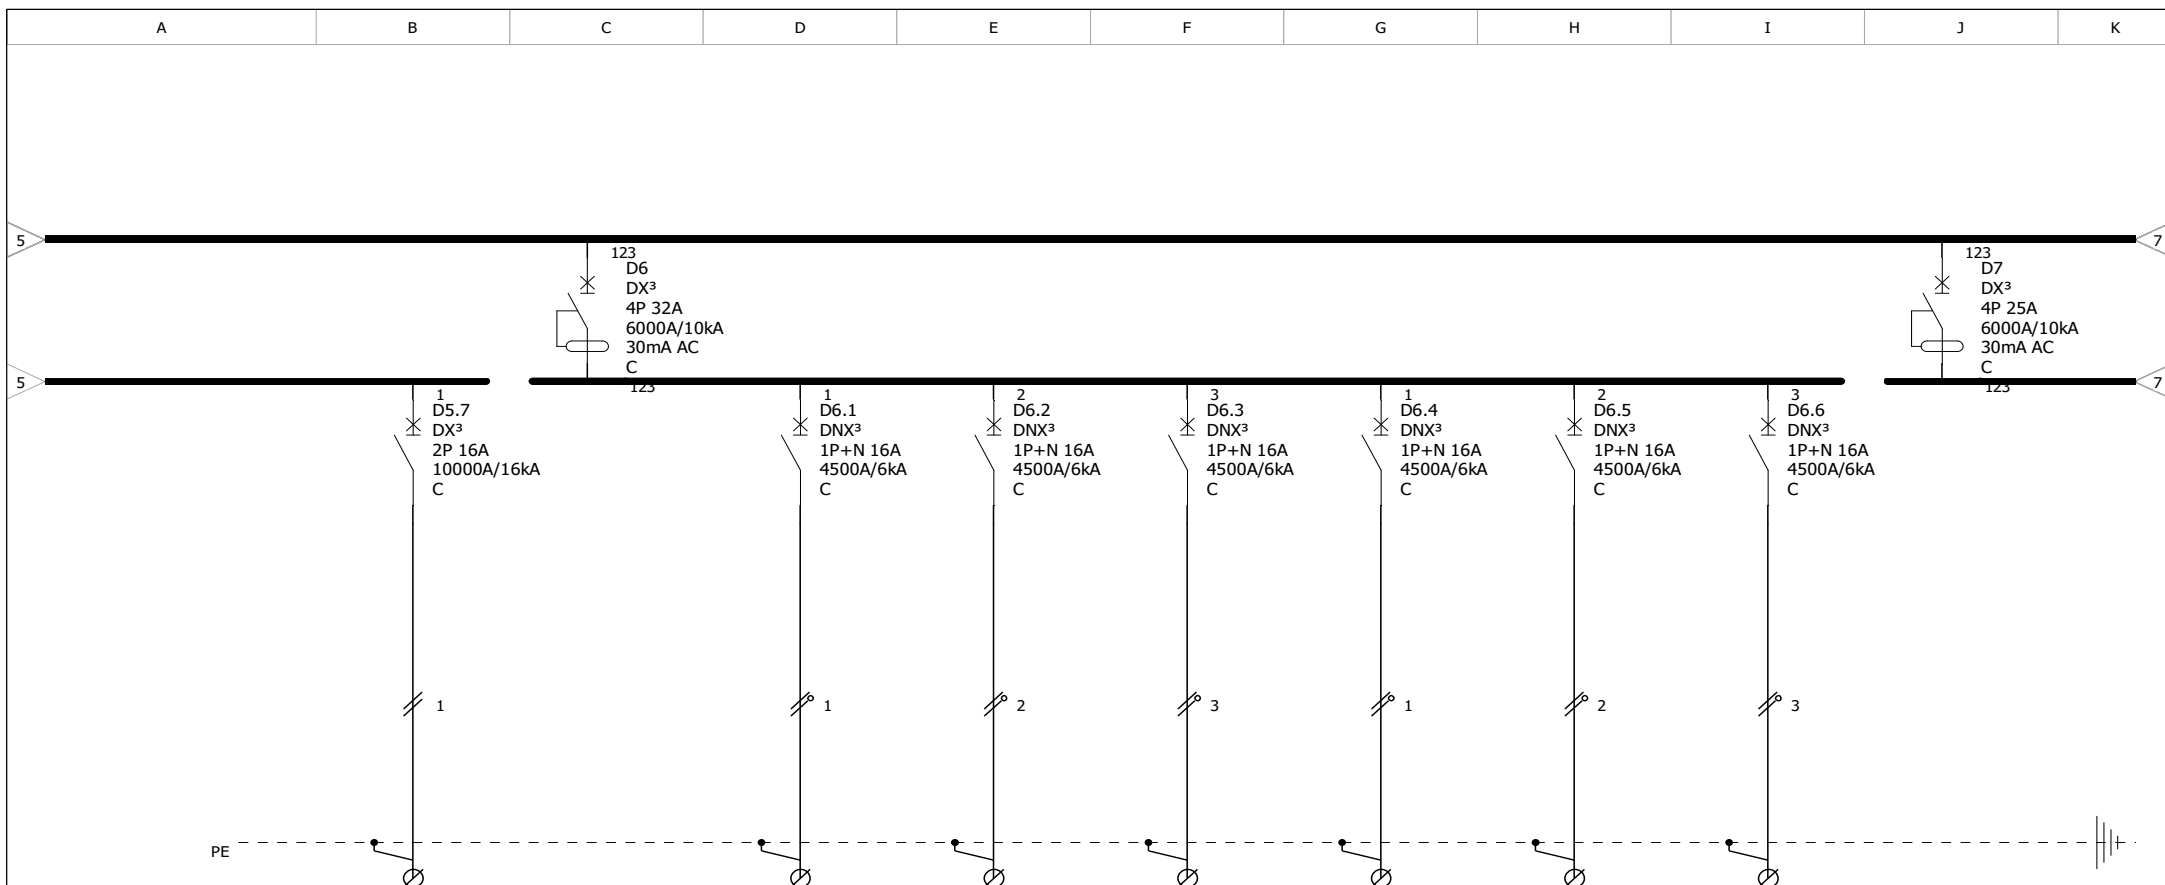 A B C D E F G H I J K
5
7
123
D6
DX³
4P 32A
6000A/10kA
30mA AC
C
123
123
D7
DX³
4P 25A
6000A/10kA
30mA AC
C
123
5
7
1
D5.7
DX³
2P 16A
10000A/16kA
C
1
D6.1
DNX³
1P+N 16A
4500A/6kA
C
2
D6.2
DNX³
1P+N 16A
4500A/6kA
C
3
D6.3
DNX³
1P+N 16A
4500A/6kA
C
1
D6.4
DNX³
1P+N 16A
4500A/6kA
C
2
D6.5
DNX³
1P+N 16A
4500A/6kA
C
3
D6.6
DNX³
1P+N 16A
4500A/6kA
C
1 1 2 3 1 2 3
PE